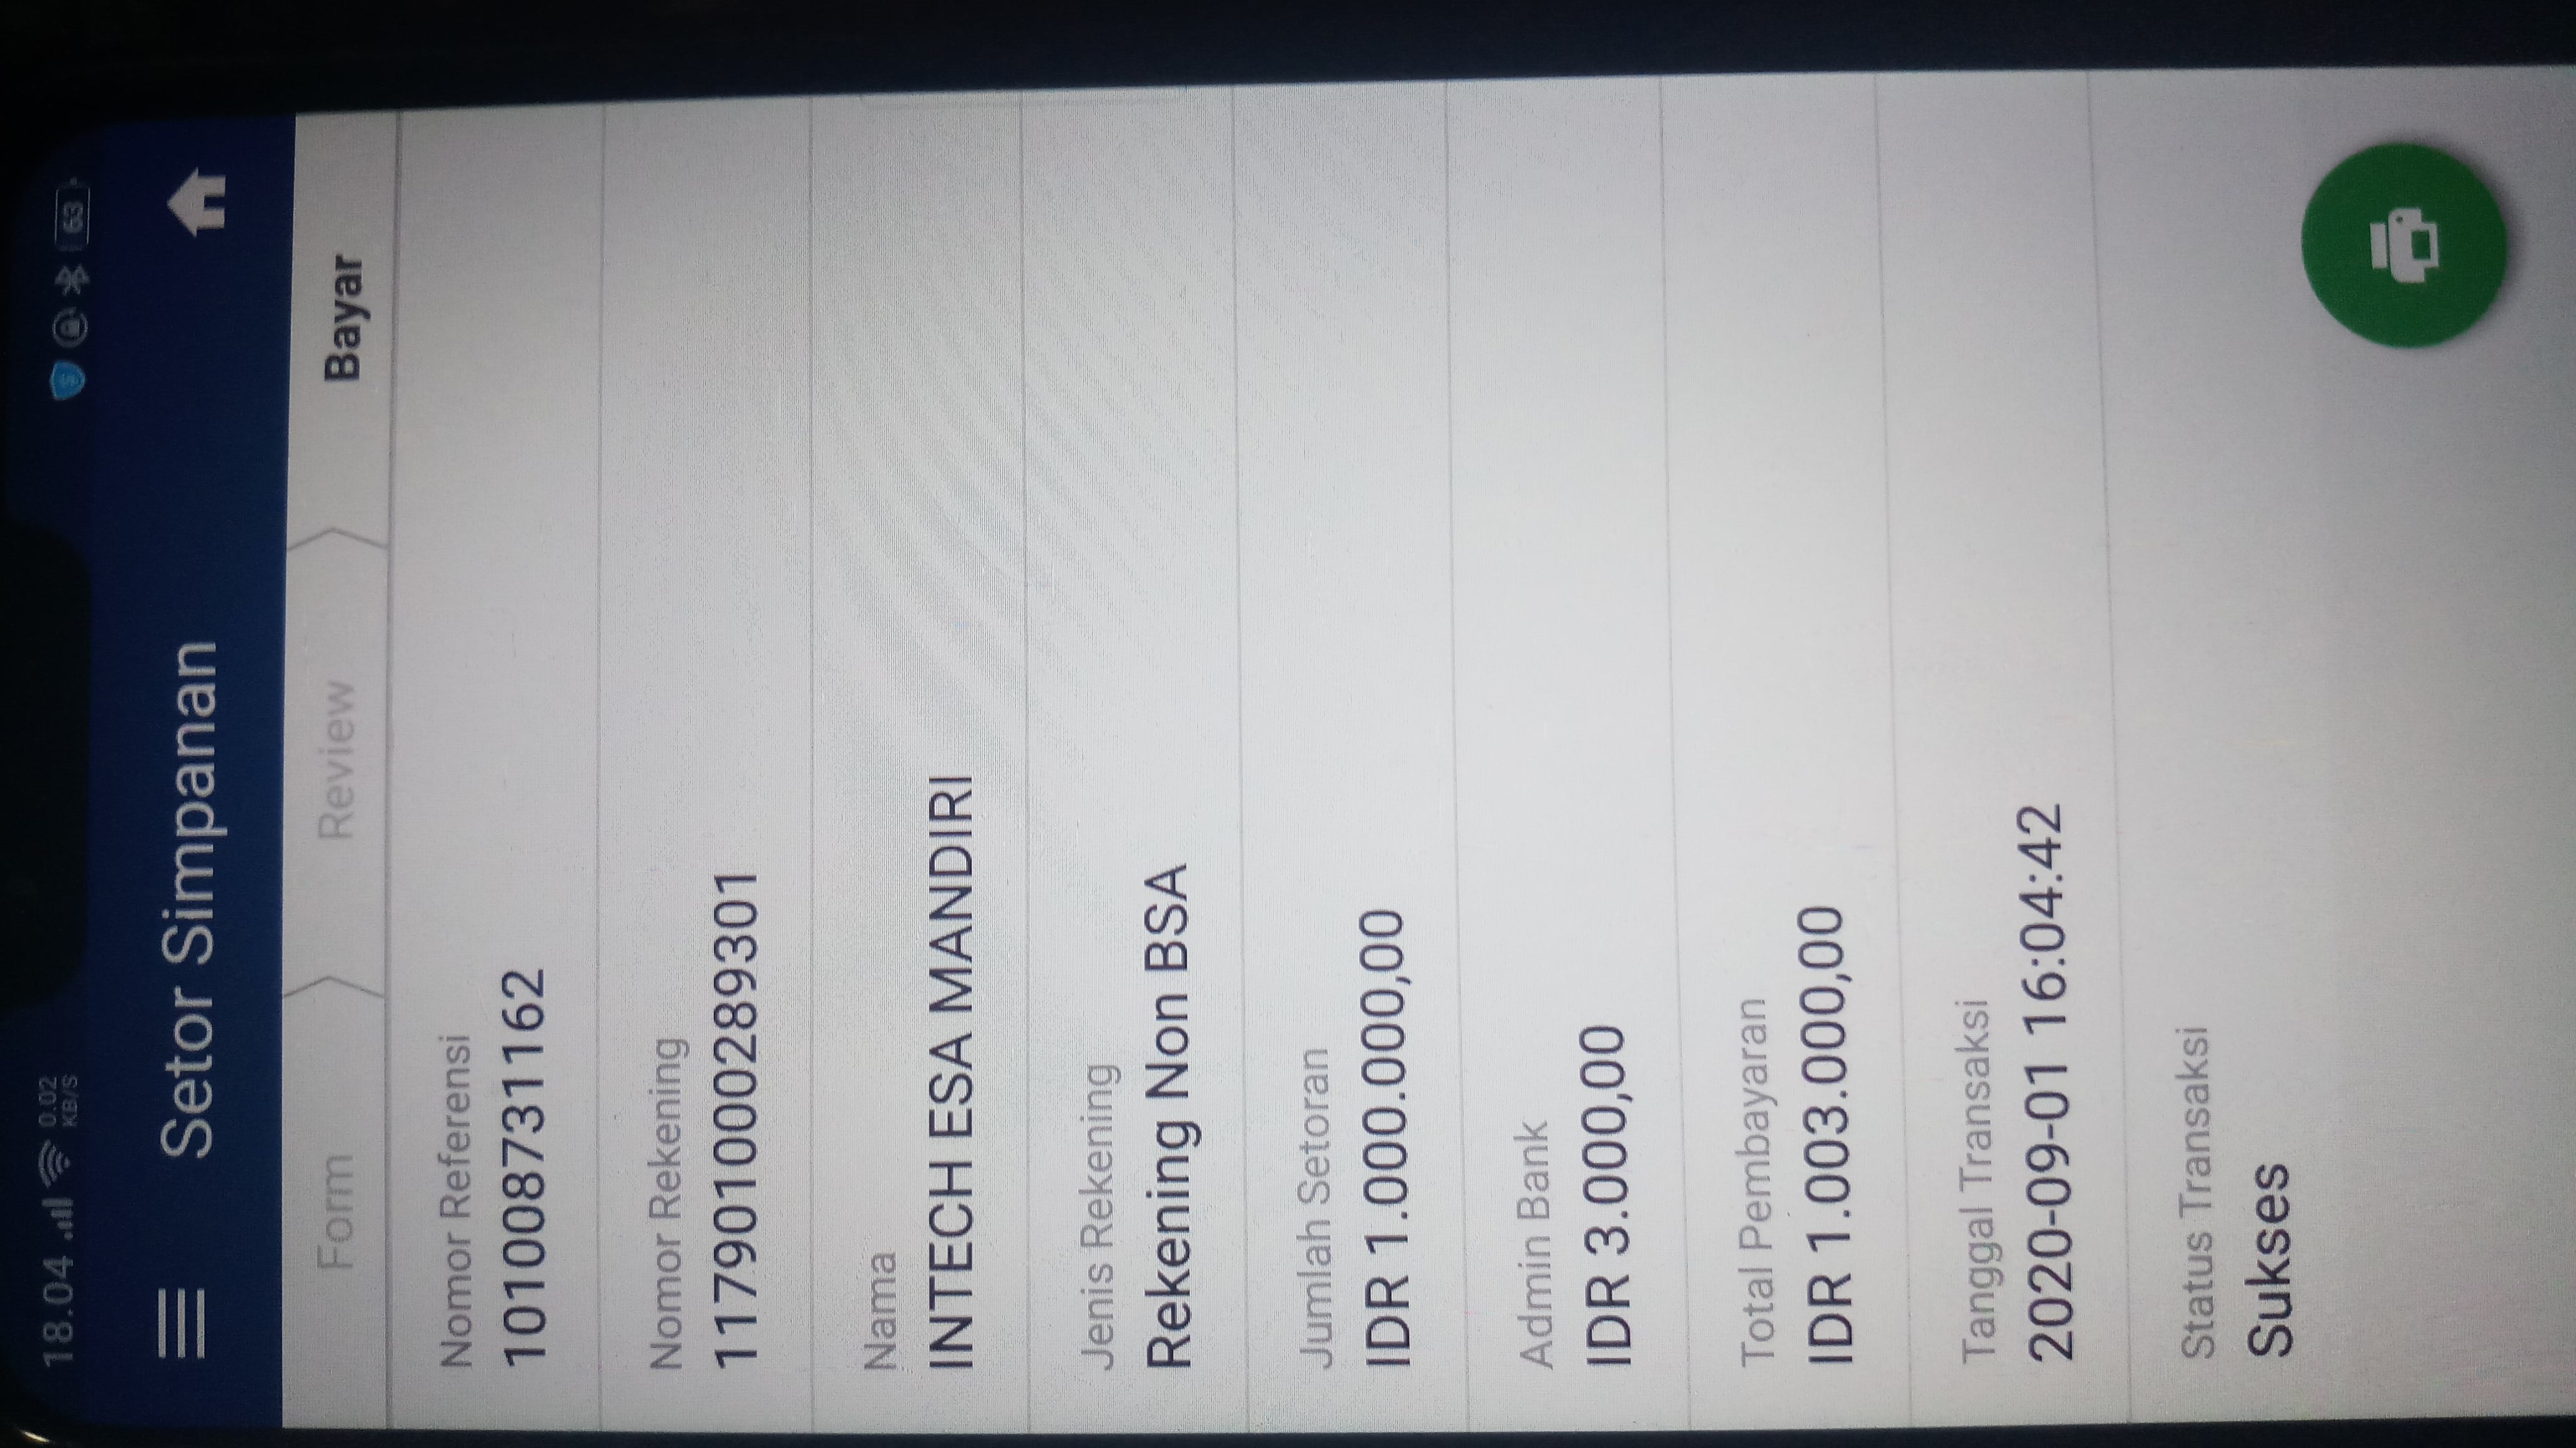 18.04 0.02 KB/S 63
Setor Simpanan
Form Review Bayar
Nomor Referensi
101008731162
Nomor Rekening
117901000289301
Nama
INTECH ESA MANDIRI
Jenis Rekening
Rekening Non BSA
Jumlah Setoran
IDR 1.000.000,00
Admin Bank
IDR 3.000,00
Total Pembayaran
IDR 1.003.000,00
Tanggal Transaksi
2020-09-01 16:04:42
Status Transaksi
Sukses